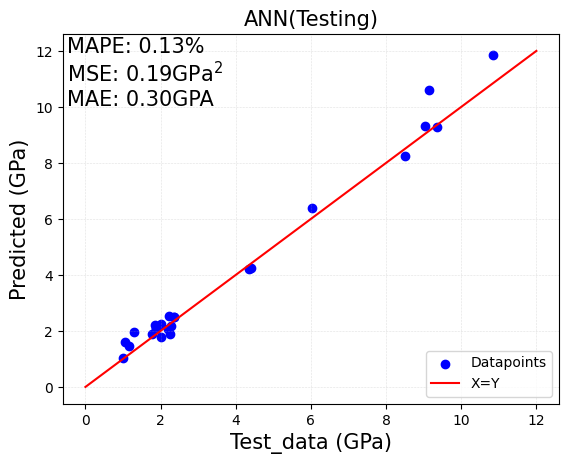 ANN(Testing)
MAPE: 0.13%
MSE: 0.19GPa²
MAE: 0.30GPA
12
10
8
6
4
2
0
Predicted (GPa)
Datapoints
X=Y
0 2 4 6 8 10 12
Test_data (GPa)